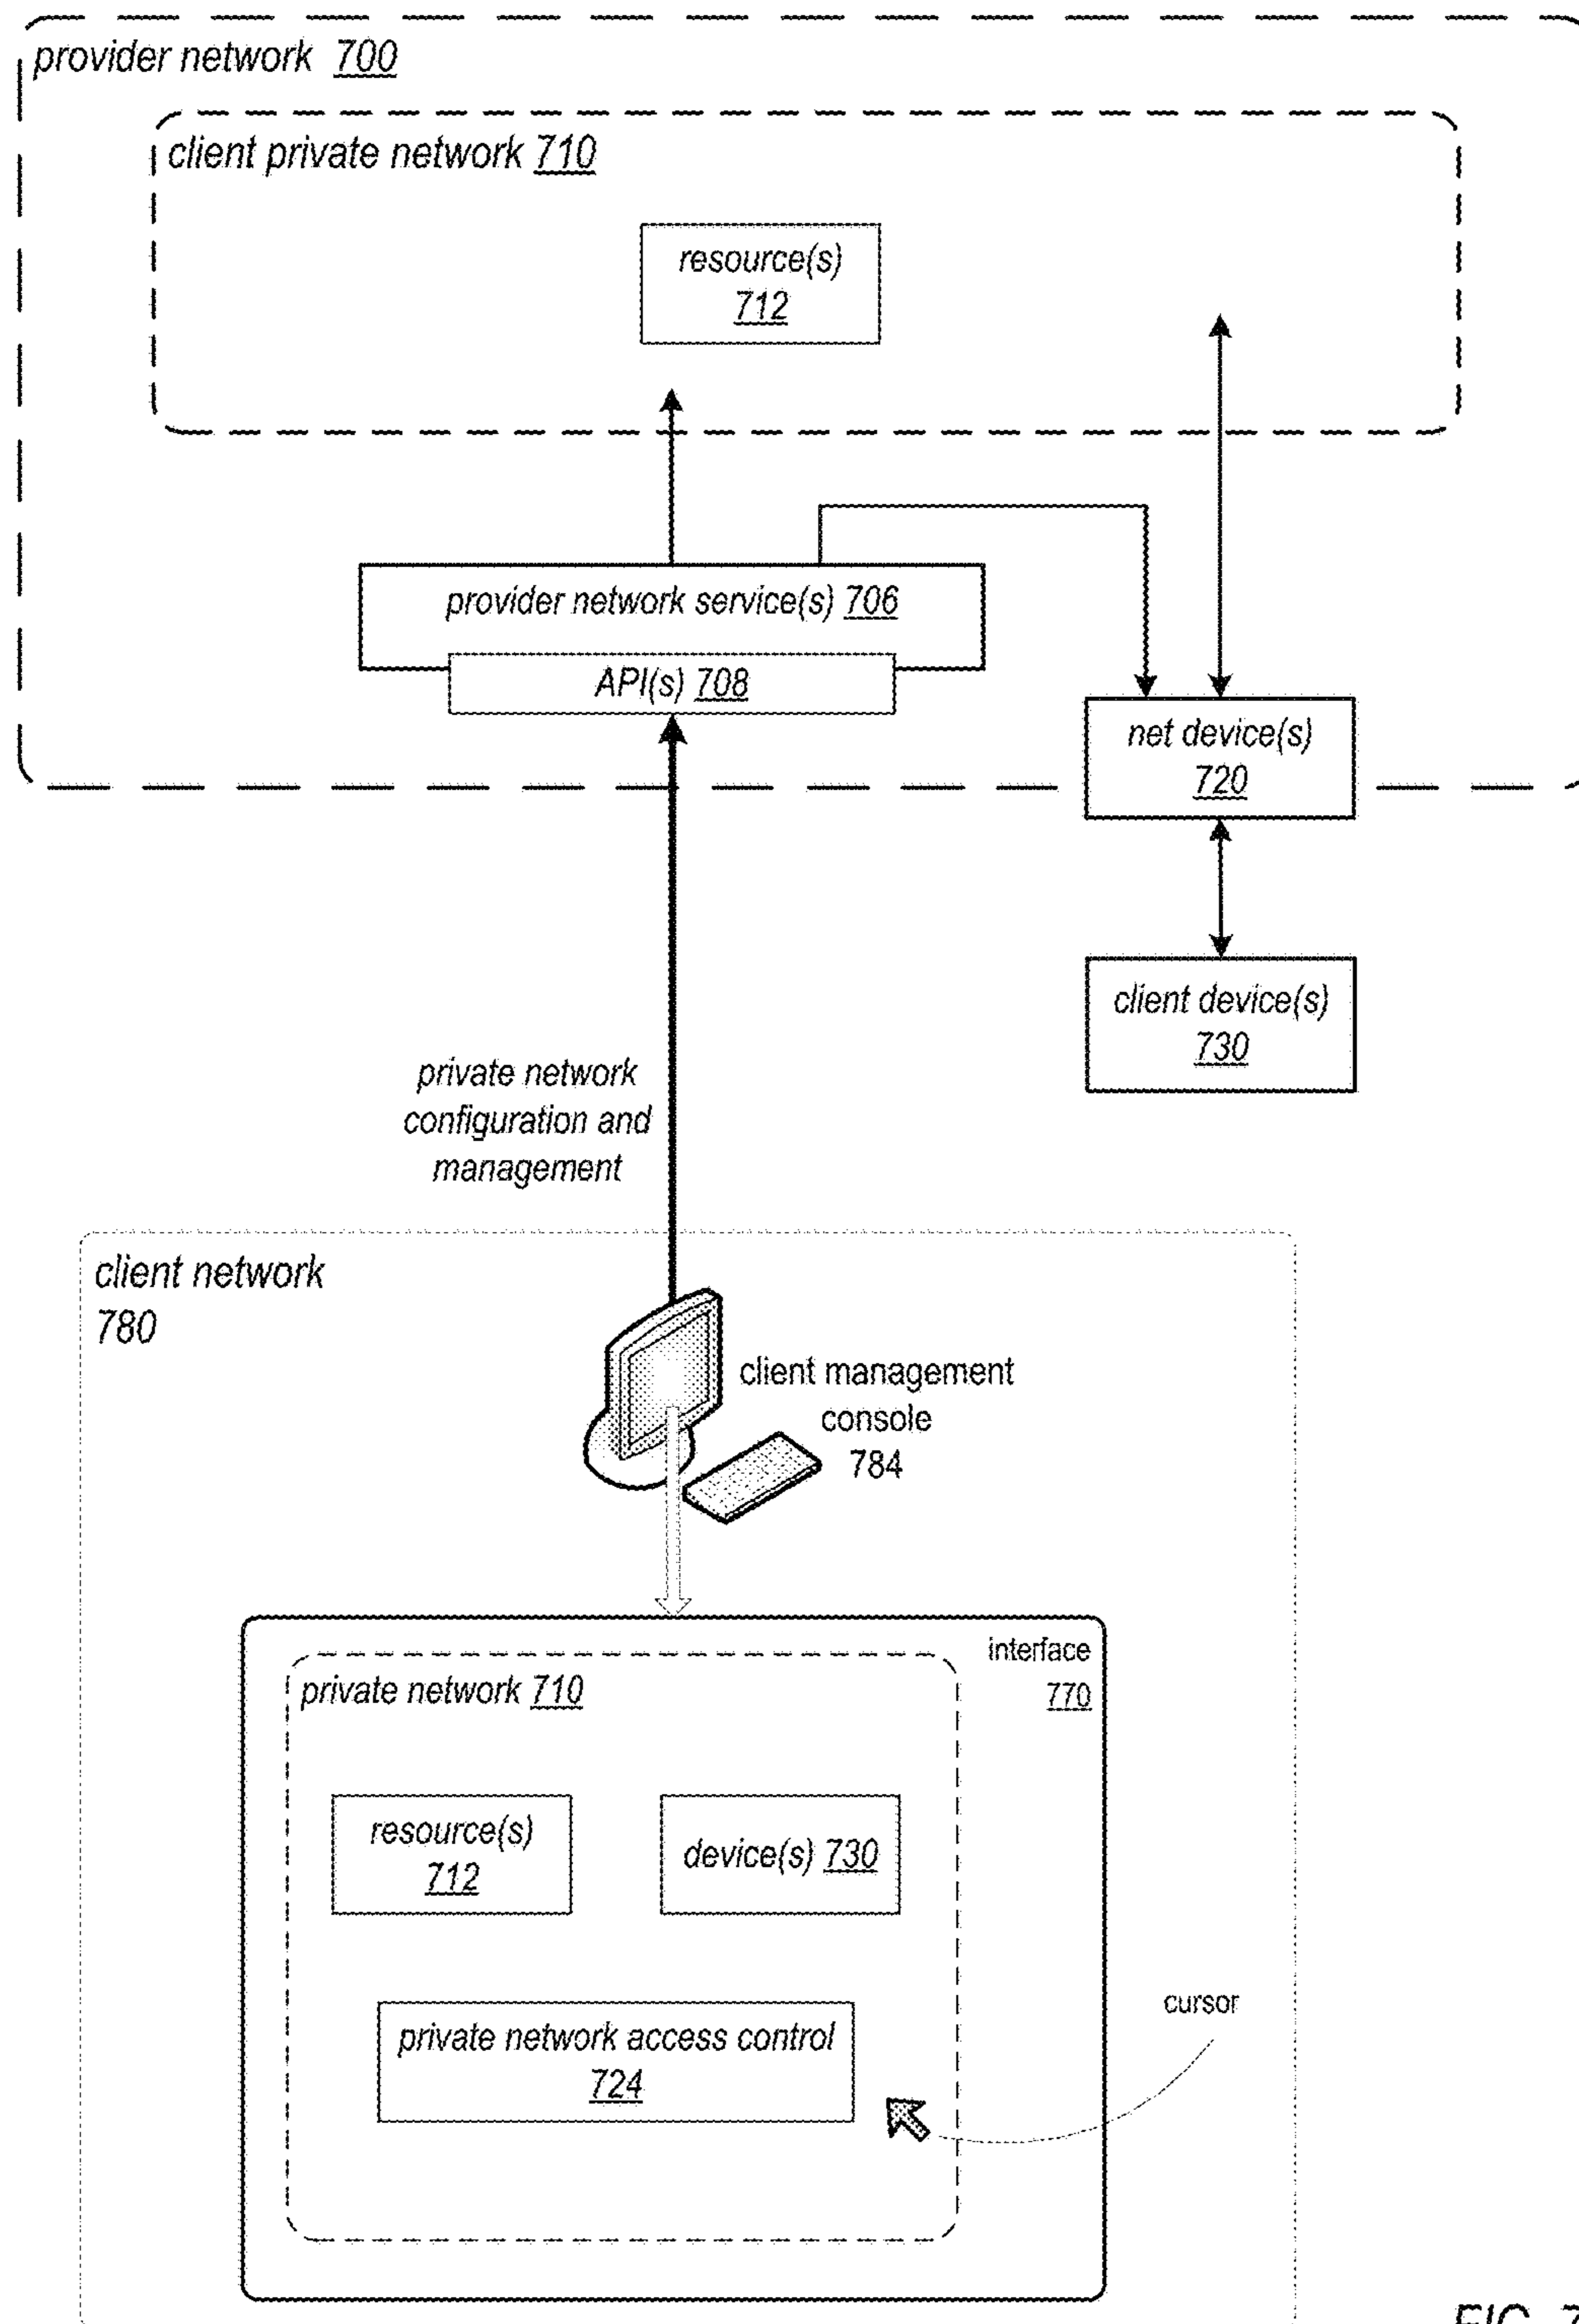 provider network 700
client private network 710
resource(s)
712
provider network service(s) 706
API(s) 708
net device(s)
720
client device(s)
730
private network
configuration and
management
client network
780
client management
console
784
interface
770
private network 710
resource(s)
712
device(s) 730
private network access control
724
cursor
FIG. 7